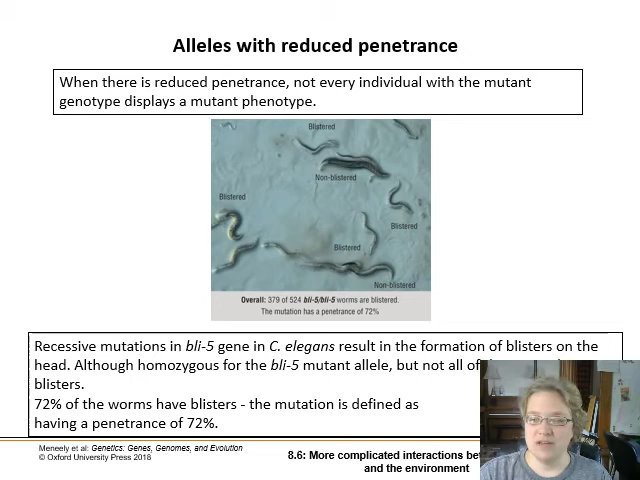 Alleles with reduced penetrance
When there is reduced penetrance, not every individual with the mutant
genotype displays a mutant phenotype.
Blistered
Non-blistered
Blistered
Blistered
Blistered
Non-blistered
Overall: 379 of 524 bli-5/bli-5 worms are blistered.
The mutation has a penetrance of 72%
Recessive mutations in bli-5 gene in C. elegans result in the formation of blisters on the
head. Although homozygous for the bli-5 mutant allele, but not all of
blisters.
72% of the worms have blisters - the mutation is defined as
having a penetrance of 72%.
Meneely et al: Genetics: Genes, Genomes, and Evolution
© Oxford University Press 2018
8.6: More complicated interactions
and the environment